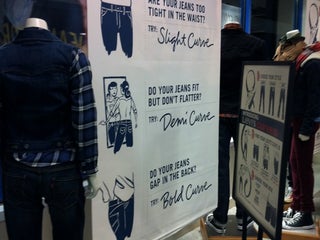 ARE YOUR JEANS TOO
TIGHT IN THE WAIST?
TRY: Slight Curve
DO YOUR JEANS FIT
BUT DON'T FLATTER?
TRY: Demi Curve
DO YOUR JEANS
GAP IN THE BACK?
TRY: Bold Curve